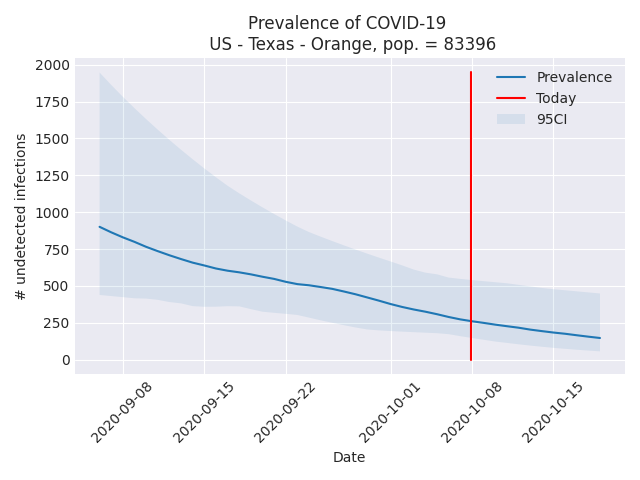 Prevalence of COVID-19
US - Texas - Orange, pop. = 83396
Prevalence
Today
95CI
# undetected infections
2000
1750
1500
1250
1000
750
500
250
0
2020-09-08
2020-09-15
2020-09-22
2020-10-01
2020-10-08
2020-10-15
Date